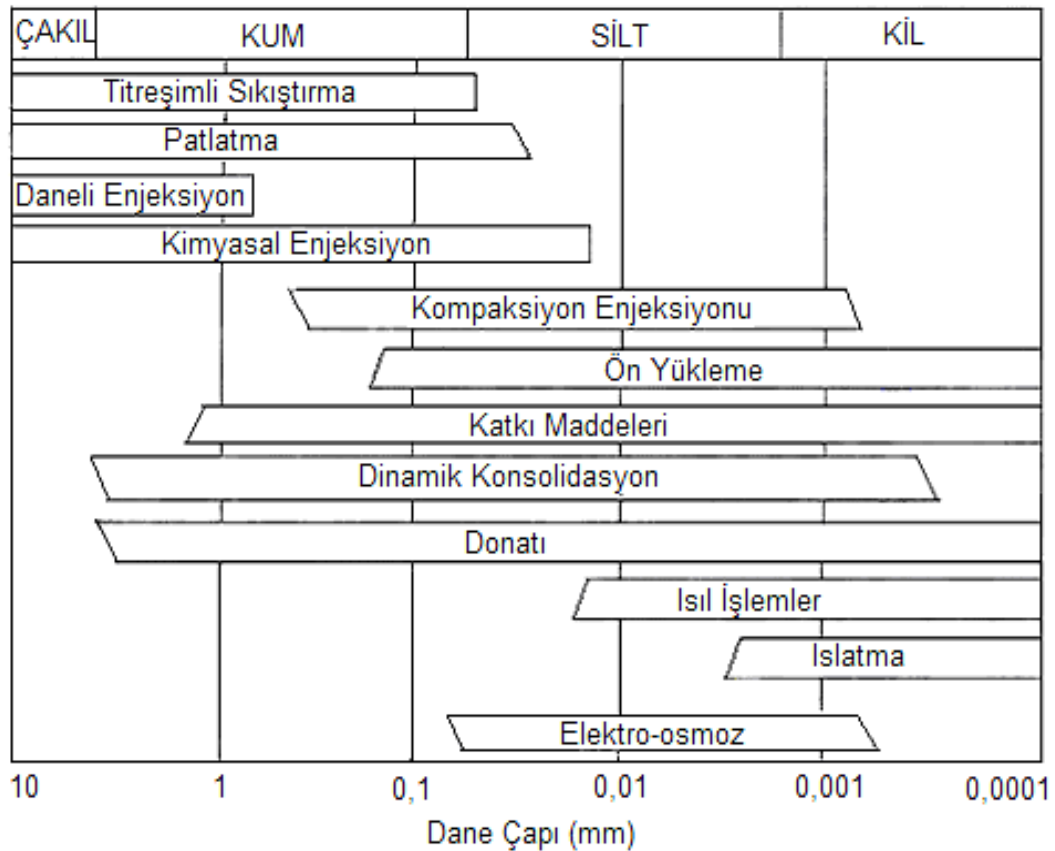 ÇAKIL KUM SİLT KİL
Titreşimli Sıkıştırma
Patlatma
Daneli Enjeksiyon
Kimyasal Enjeksiyon
Kompaksiyon Enjeksiyonu
Ön Yükleme
Katkı Maddeleri
Dinamik Konsolidasyon
Donatı
Isıl İşlemler
Islatma
Elektro-osmoz
10 1 0,1 0,01 0,001 0,0001
Dane Çapı (mm)